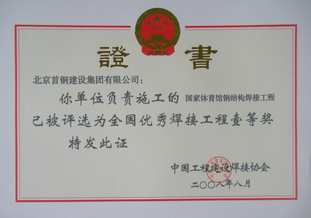 證書
北京首钢建设集团有限公司：
你单位负责施工的 国家体育馆钢结构焊接工程
已被评选为全国优秀焊接工程壹等奖
特发此证
中国工程建设焊接协会
二〇〇八年八月